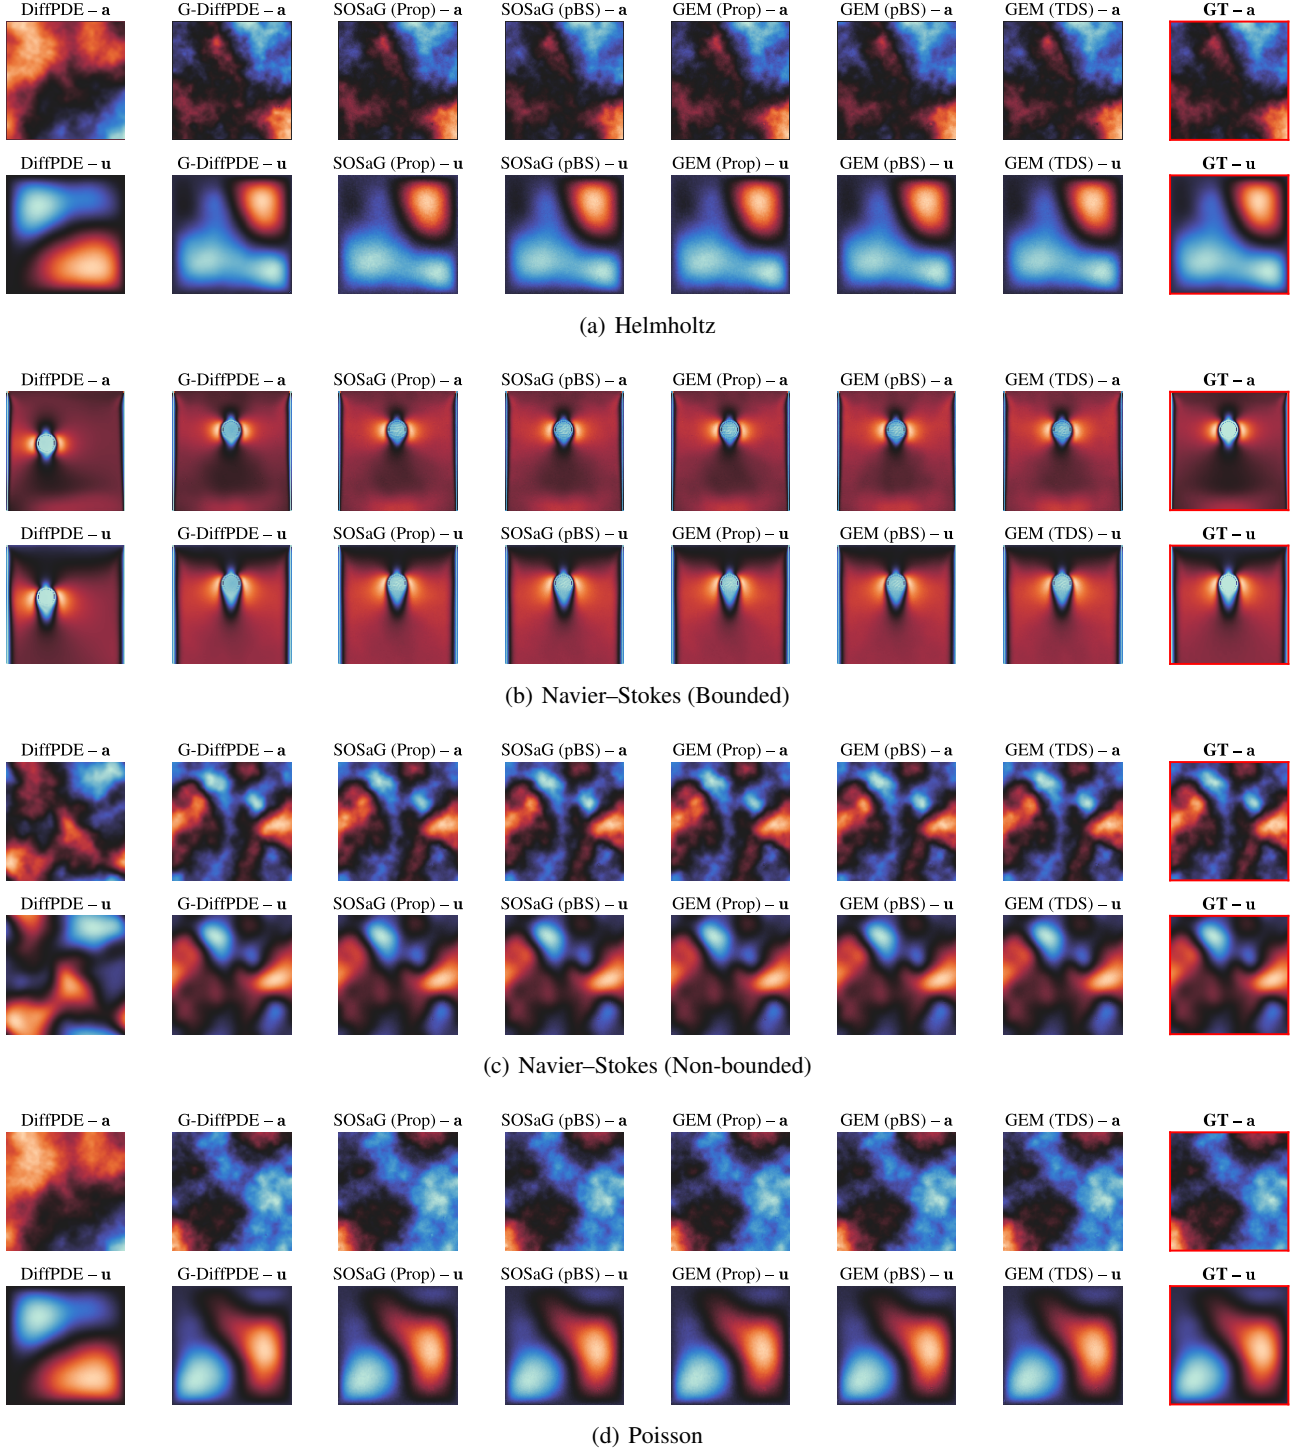 DiffPDE – a G-DiffPDE – a SOSaG (Prop) – a SOSaG (pBS) – a GEM (Prop) – a GEM (pBS) – a GEM (TDS) – a GT – a
DiffPDE – u G-DiffPDE – u SOSaG (Prop) – u SOSaG (pBS) – u GEM (Prop) – u GEM (pBS) – u GEM (TDS) – u GT – u
(a) Helmholtz
DiffPDE – a G-DiffPDE – a SOSaG (Prop) – a SOSaG (pBS) – a GEM (Prop) – a GEM (pBS) – a GEM (TDS) – a GT – a
DiffPDE – u G-DiffPDE – u SOSaG (Prop) – u SOSaG (pBS) – u GEM (Prop) – u GEM (pBS) – u GEM (TDS) – u GT – u
(b) Navier–Stokes (Bounded)
DiffPDE – a G-DiffPDE – a SOSaG (Prop) – a SOSaG (pBS) – a GEM (Prop) – a GEM (pBS) – a GEM (TDS) – a GT – a
DiffPDE – u G-DiffPDE – u SOSaG (Prop) – u SOSaG (pBS) – u GEM (Prop) – u GEM (pBS) – u GEM (TDS) – u GT – u
(c) Navier–Stokes (Non-bounded)
DiffPDE – a G-DiffPDE – a SOSaG (Prop) – a SOSaG (pBS) – a GEM (Prop) – a GEM (pBS) – a GEM (TDS) – a GT – a
DiffPDE – u G-DiffPDE – u SOSaG (Prop) – u SOSaG (pBS) – u GEM (Prop) – u GEM (pBS) – u GEM (TDS) – u GT – u
(d) Poisson